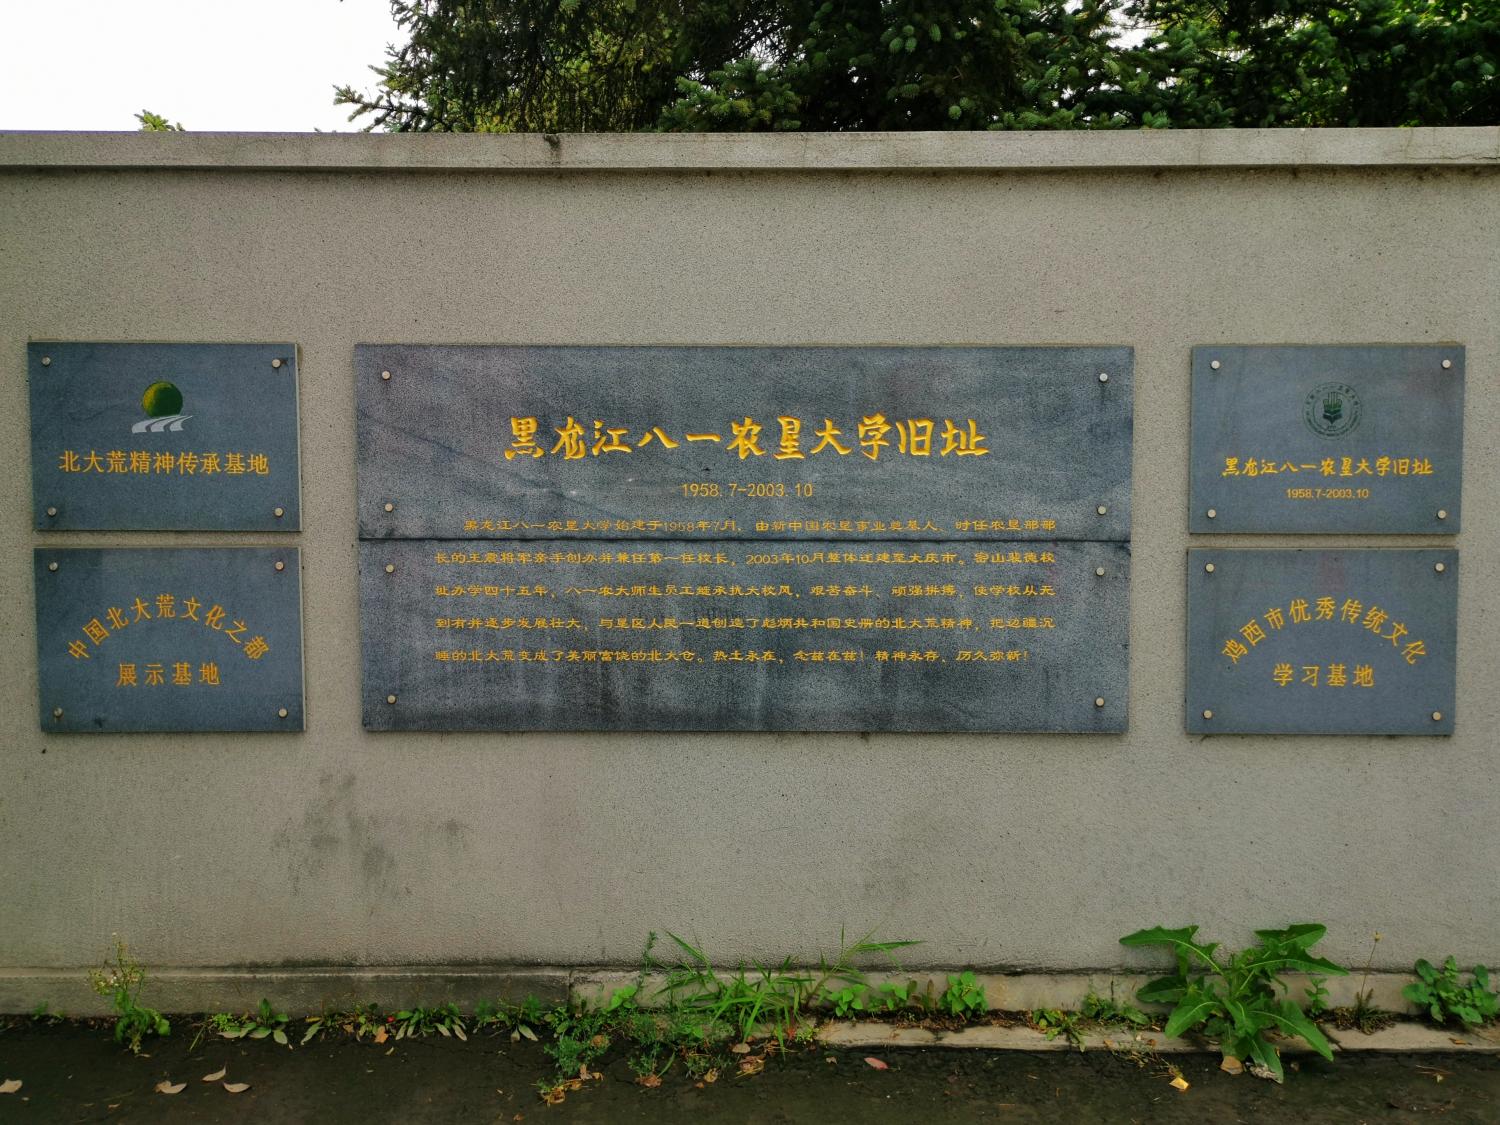 北大荒精神传承基地
中国北大荒文化之都
展示基地
黑龙江八一农垦大学旧址
1958.7-2003.10
黑龙江八一农垦大学始建于1958年7月，由新中国农垦事业奠基人、时任农垦部部
长的王震将军亲手创办并兼任第一任校长，2003年10月整体迁建至大庆市。密山裴德校
址办学四十五年，八一农大师生员工继承抗大校风，艰苦奋斗、顽强拼搏，使学校从无
到有并逐步发展壮大，与垦区人民一道创造了彪炳共和国史册的北大荒精神，把边疆沉
睡的北大荒变成了美丽富饶的北大仓。热土永在，念兹在兹！精神永存，历久弥新！
黑龙江八一农垦大学旧址
1958.7-2003.10
鸡西市优秀传统文化
学习基地